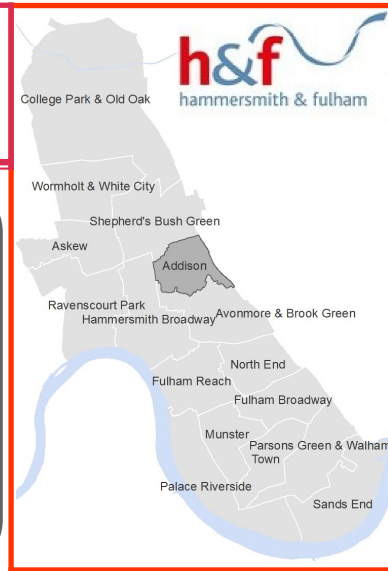 h&f
hammersmith & fulham
College Park & Old Oak
Wormholt & White City
Shepherd's Bush Green
Askew
Addison
Ravenscourt Park
Hammersmith Broadway
Avonmore & Brook Green
North End
Fulham Reach
Fulham Broadway
Munster
Parsons Green & Walham
Town
Palace Riverside
Sands End